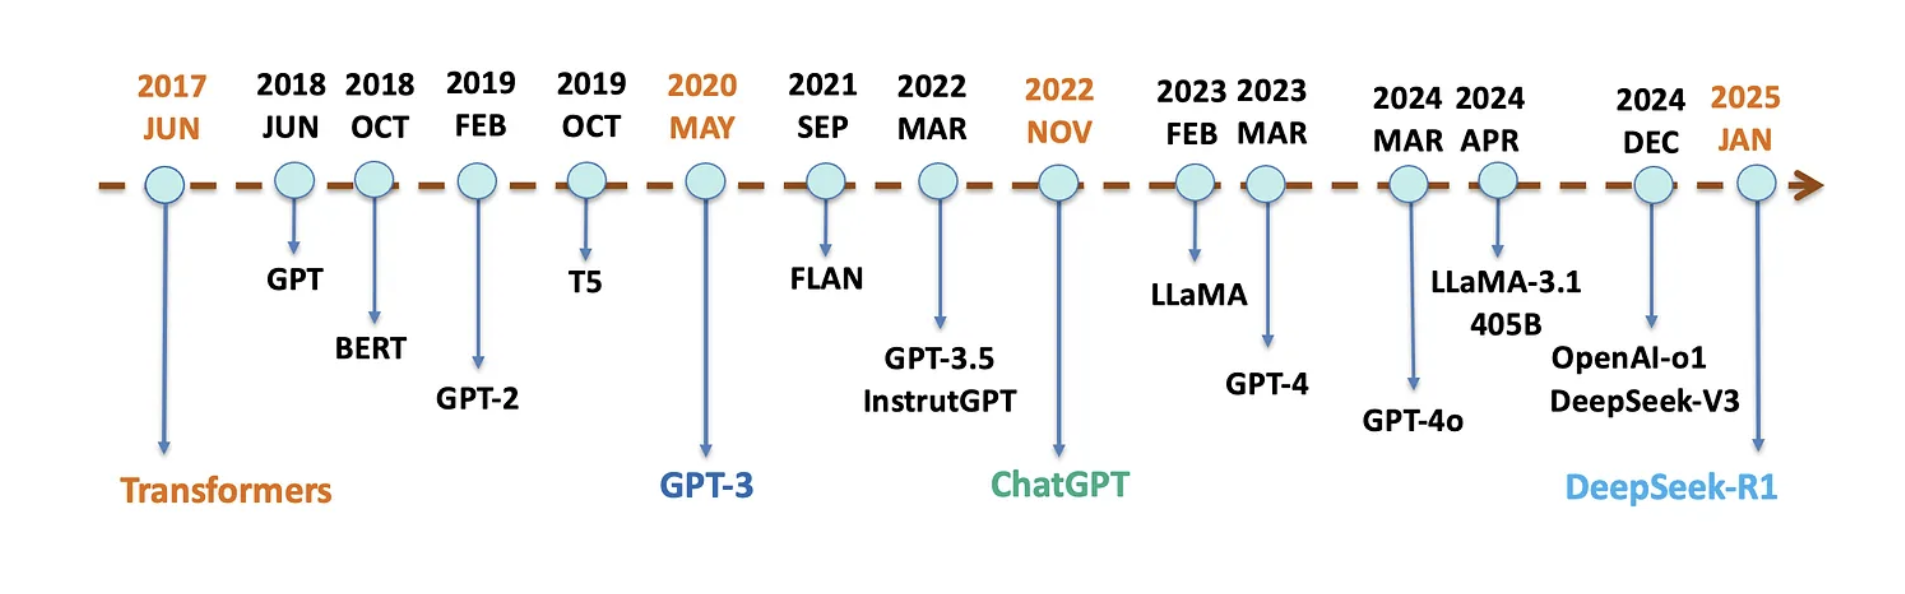 2017
JUN
2018
JUN
2018
OCT
2019
FEB
2019
OCT
2020
MAY
2021
SEP
2022
MAR
2022
NOV
2023
FEB
2023
MAR
2024
MAR
2024
APR
2024
DEC
2025
JAN
Transformers
GPT
BERT
GPT-2
T5
GPT-3
FLAN
GPT-3.5
InstrutGPT
ChatGPT
LLaMA
GPT-4
GPT-4o
LLaMA-3.1
405B
OpenAI-o1
DeepSeek-V3
DeepSeek-R1